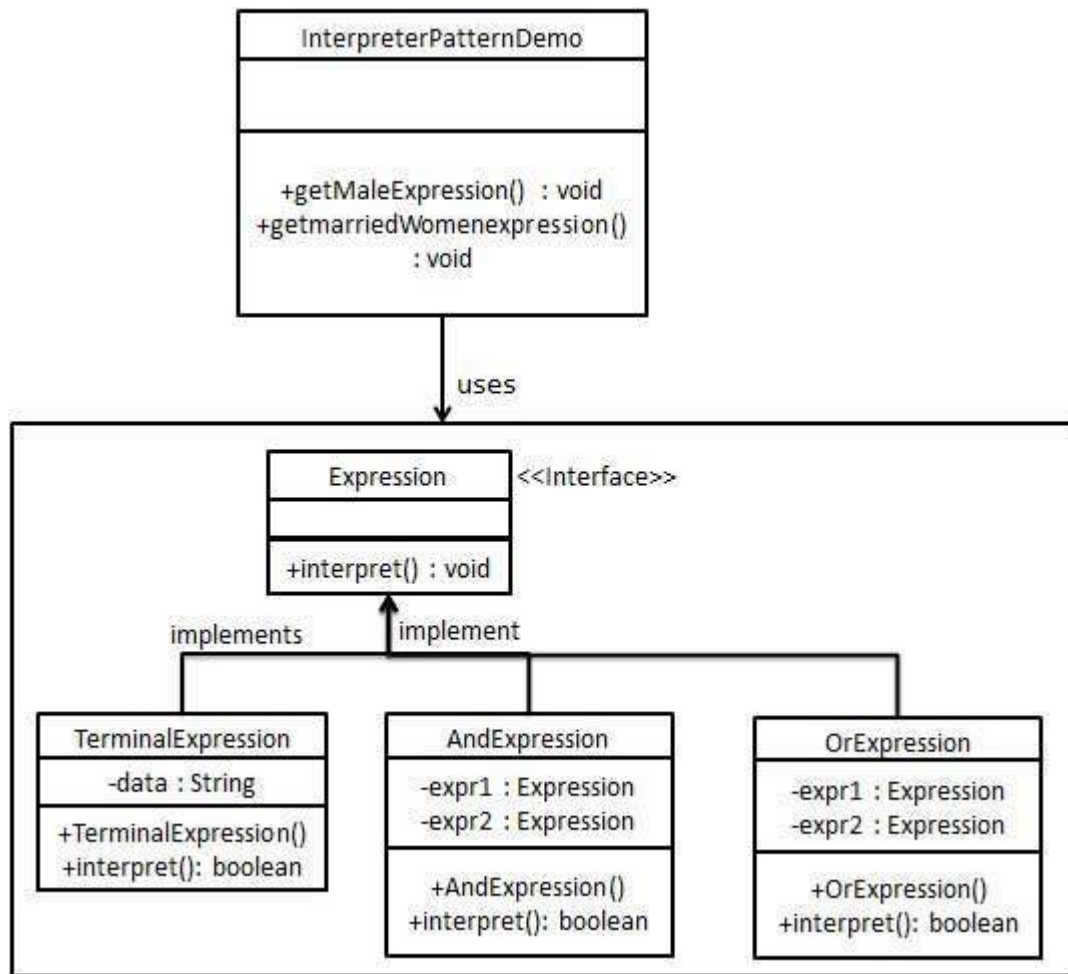 InterpreterPatternDemo
+getMaleExpression() : void
+getmarriedWomenexpression()
: void
uses
Expression
<<Interface>>
+interpret() : void
implements
implement
TerminalExpression
-data : String
+TerminalExpression()
+interpret(): boolean
AndExpression
-expr1 : Expression
-expr2 : Expression
+AndExpression()
+interpret(): boolean
OrExpression
-expr1 : Expression
-expr2 : Expression
+OrExpression()
+interpret(): boolean